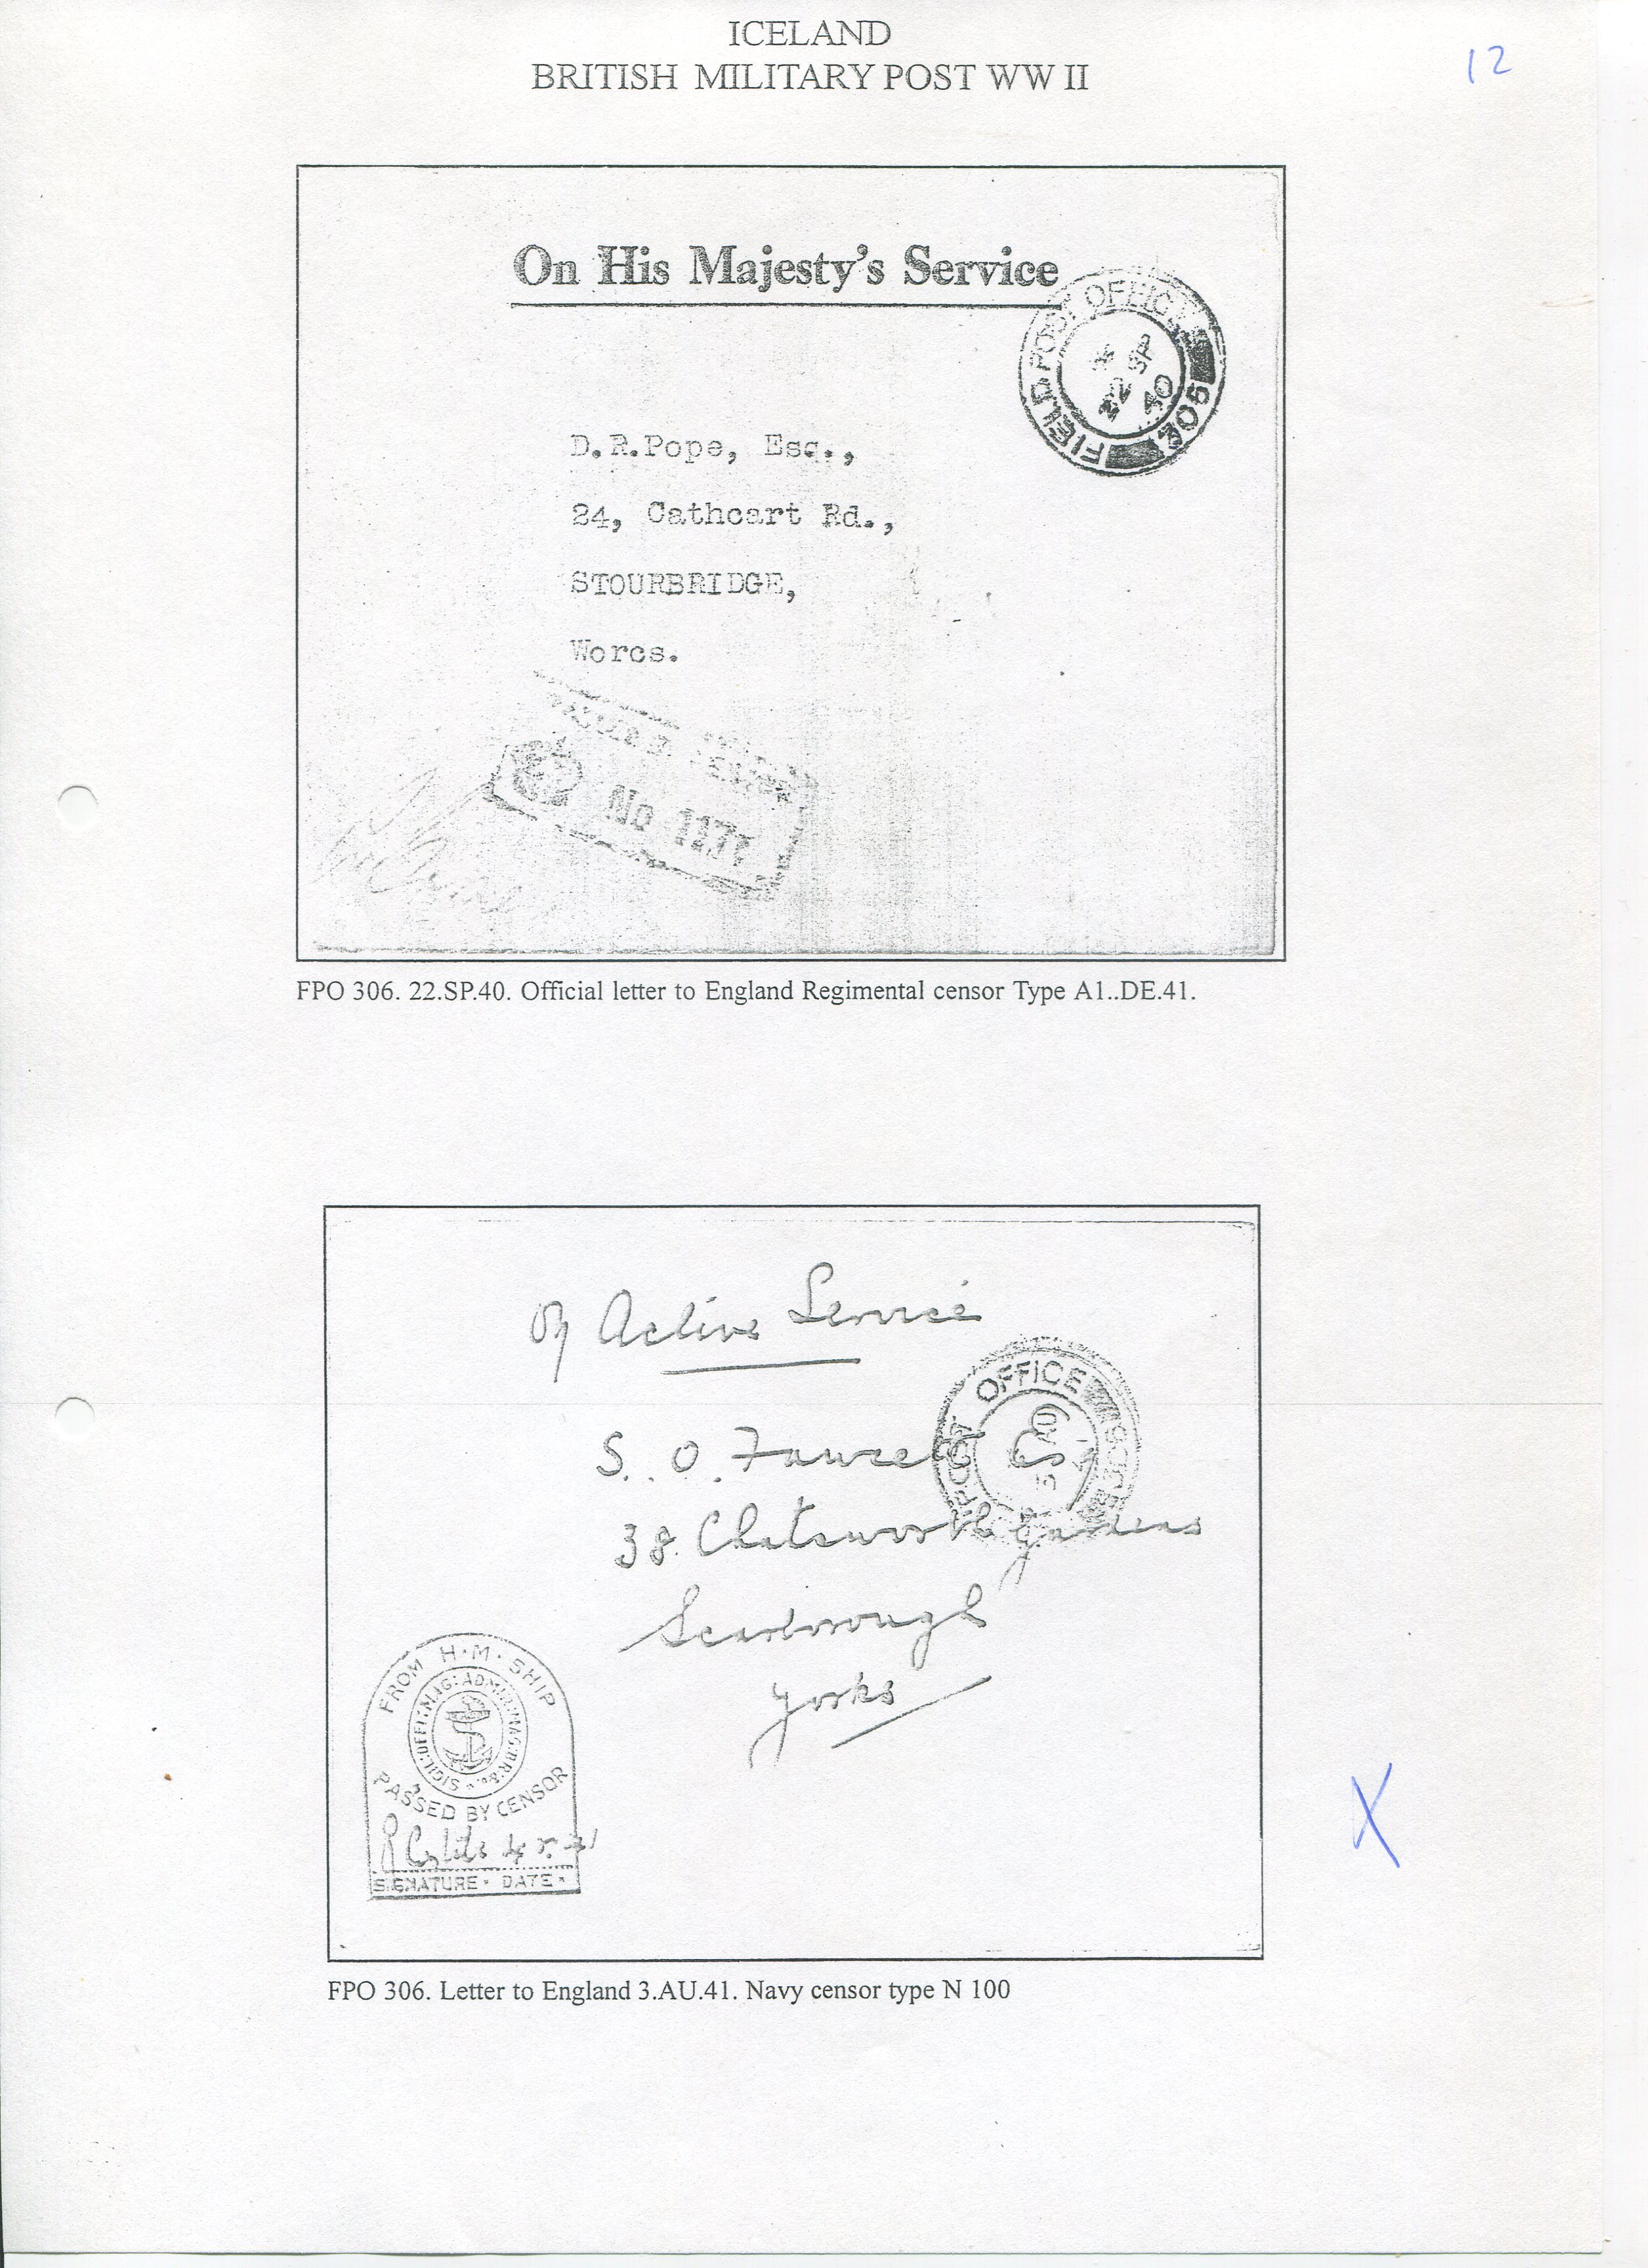 ICELAND
BRITISH MILITARY POST WW II
12
On His Majesty's Service
FIELD POST OFFICE
306
22 SP
40
D.R.Pope, Esq.,
24, Cathcart Rd.,
STOURBRIDGE,
Worcs.
No 1177
FPO 306. 22.SP.40. Official letter to England Regimental censor Type A1..DE.41.
On Active Service
POST OFFICE
AU
S. O. Fawcett Esq
38 Chatsworth Gardens
Scarborough
Yorks
FROM H·M·SHIP
PASSED BY CENSOR
SIGNATURE · DATE ·
FPO 306. Letter to England 3.AU.41. Navy censor type N 100
X